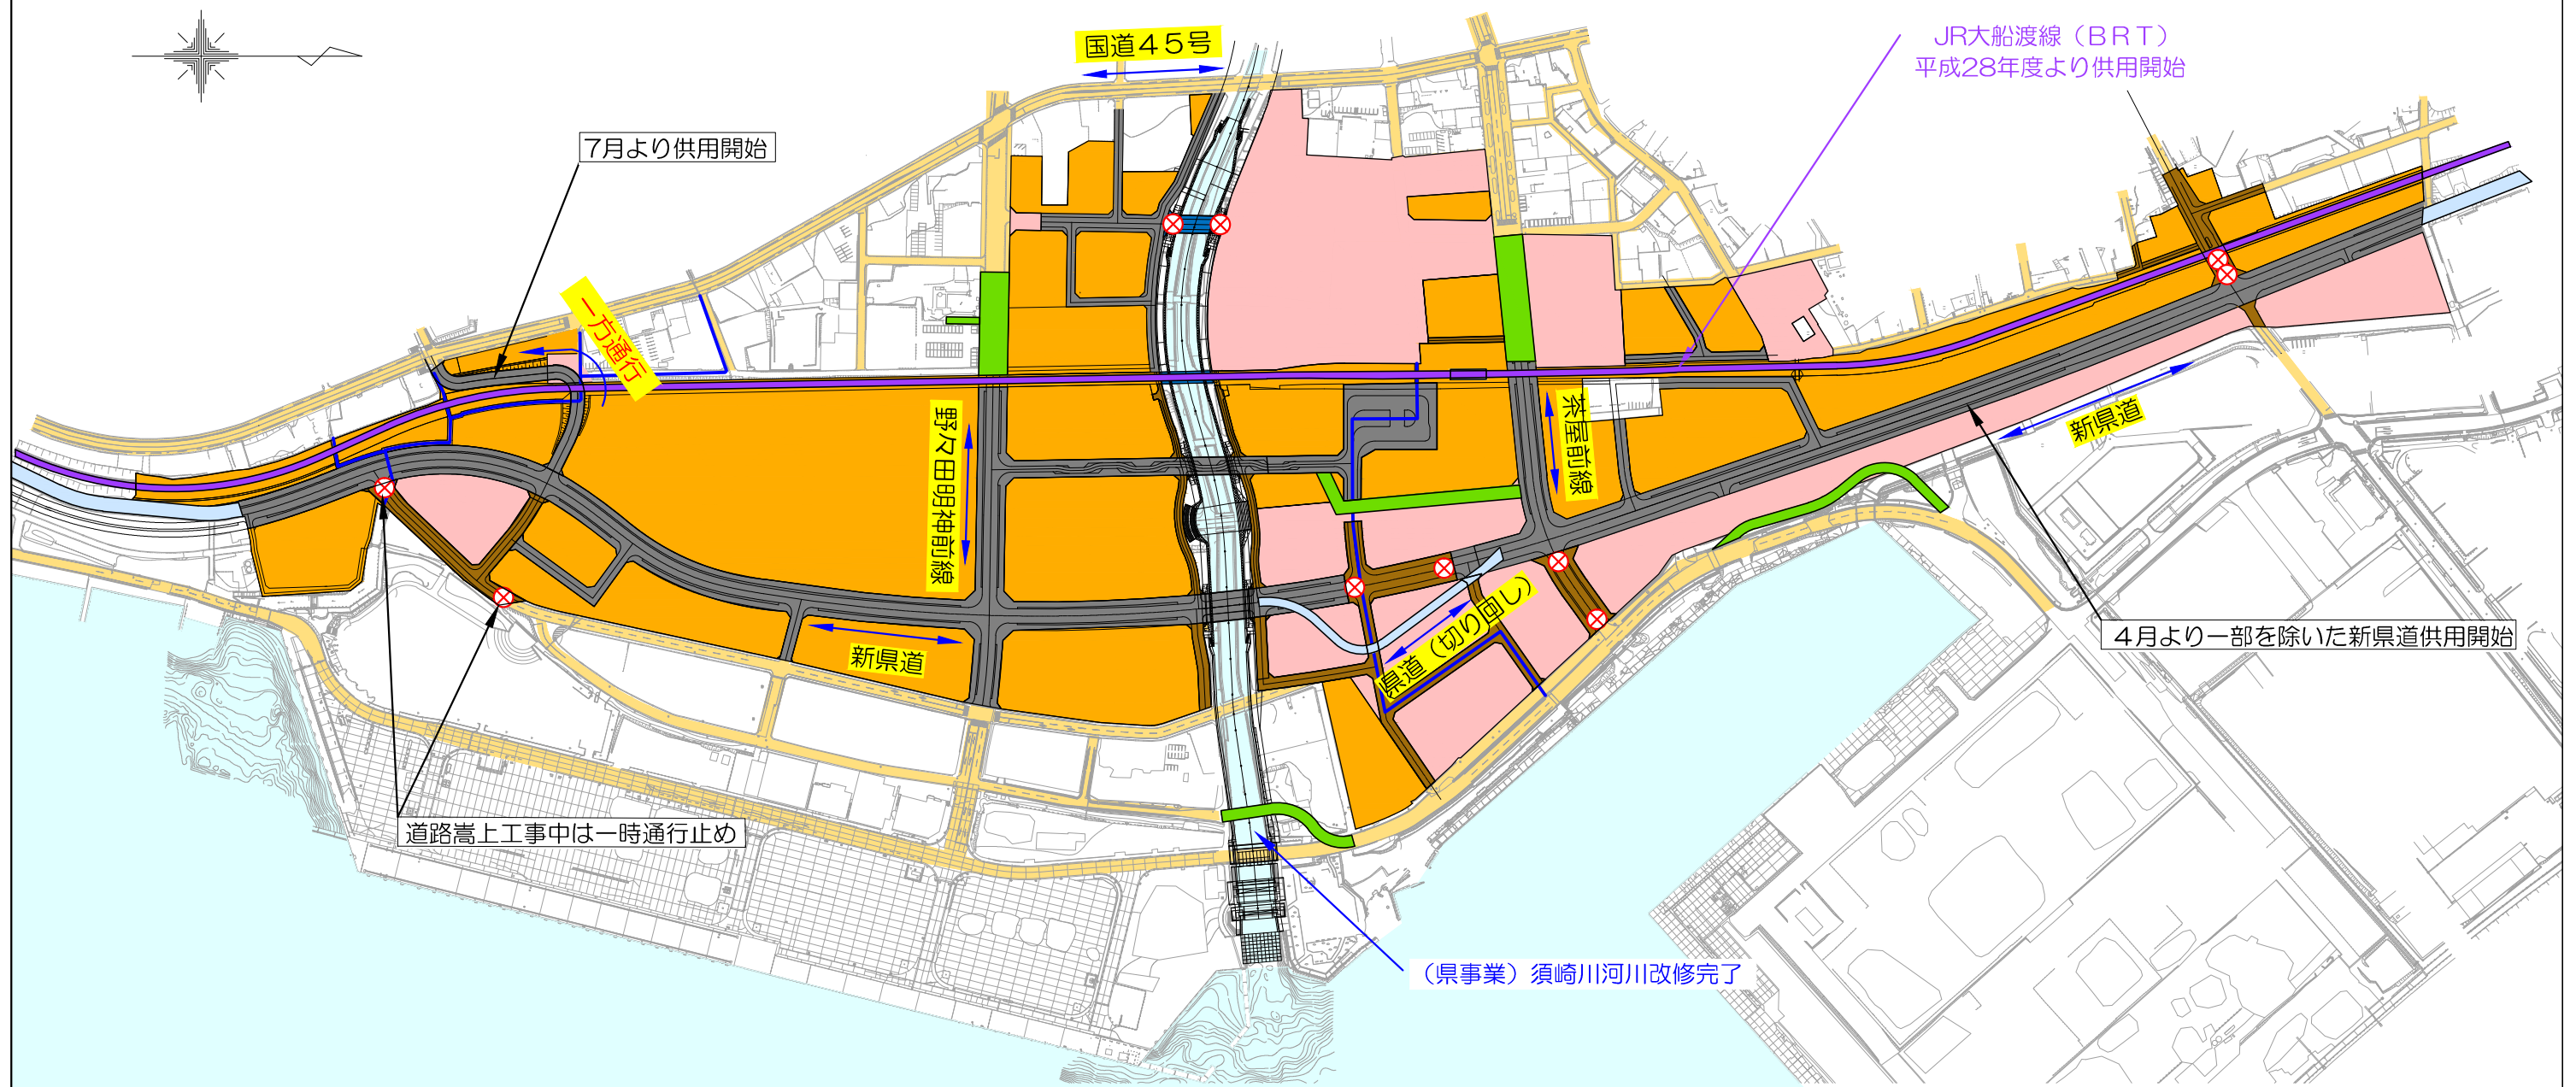 国道４５号
JR大船渡線（ＢＲＴ）
平成28年度より供用開始
7月より供用開始
一方通行
野々田明神前線
茶屋前線
新県道
新県道
県道（切り回し）
４月より一部を除いた新県道供用開始
道路嵩上工事中は一時通行止め
（県事業）須崎川河川改修完了